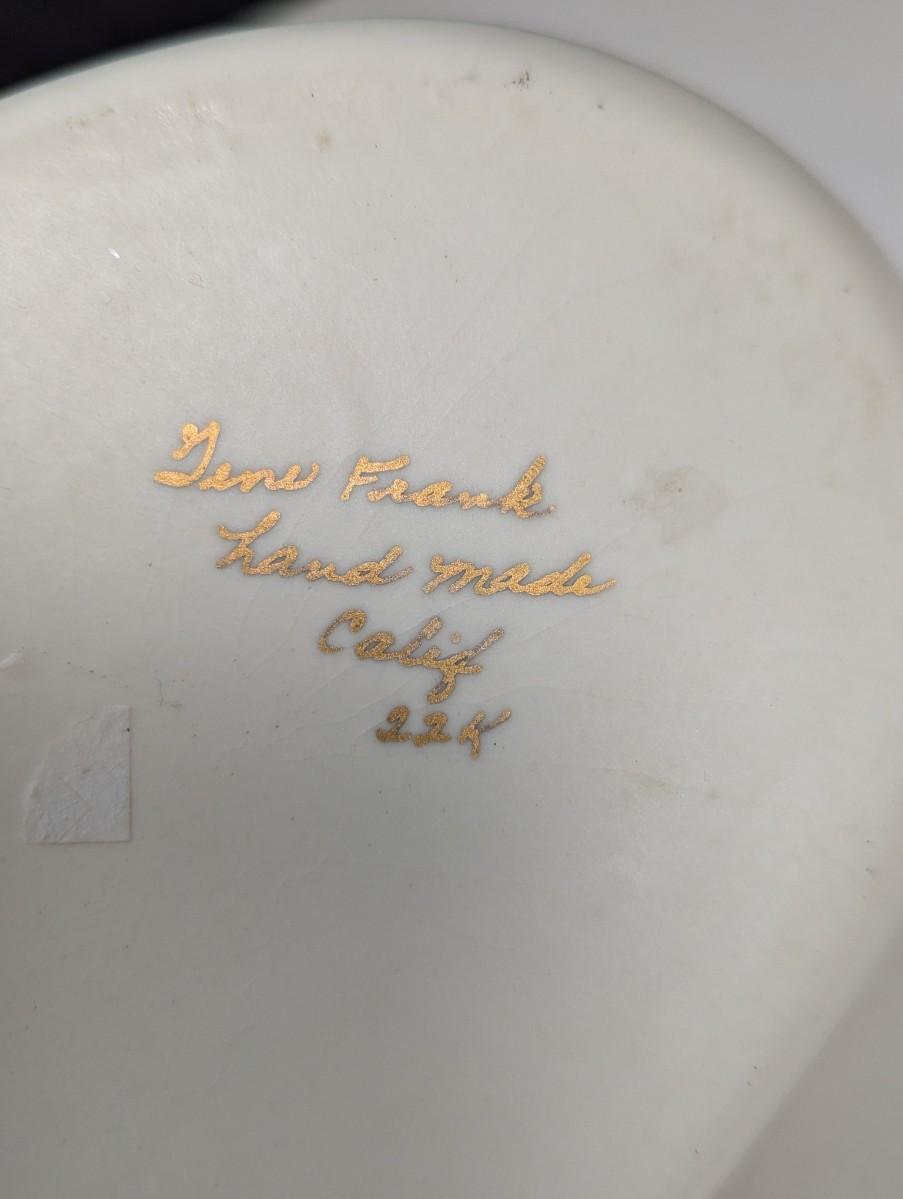 Gene Frank.
hand made
Calif
22K